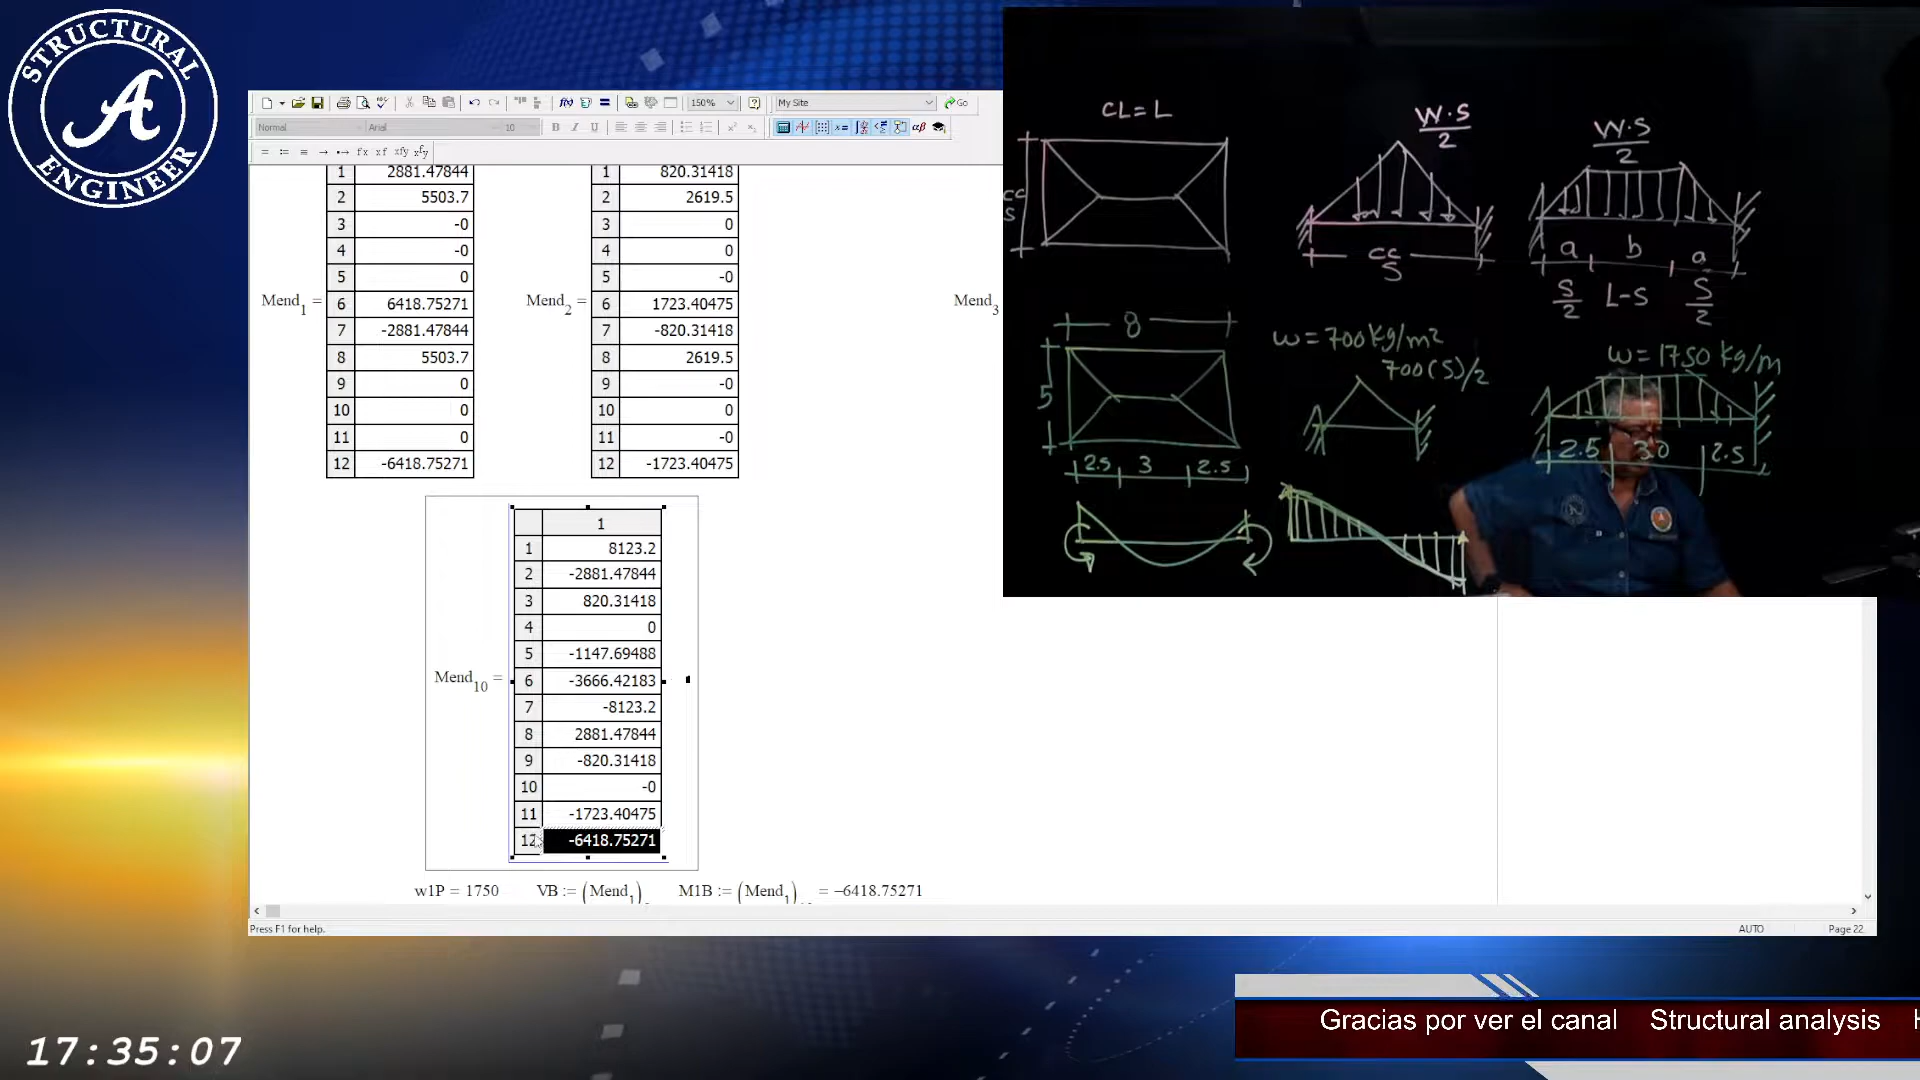 STRUCTURAL
A
ENGINEER
150%
My Site
Go
Normal
Arial
10
Mend1 =
1 2881.47844
2 5503.7
3 -0
4 -0
5 0
6 6418.75271
7 -2881.47844
8 5503.7
9 0
10 0
11 0
12 -6418.75271
Mend2 =
1 820.31418
2 2619.5
3 0
4 0
5 -0
6 1723.40475
7 -820.31418
8 2619.5
9 -0
10 0
11 -0
12 -1723.40475
Mend3
Mend10 =
1
1 8123.2
2 -2881.47844
3 820.31418
4 0
5 -1147.69488
6 -3666.42183
7 -8123.2
8 2881.47844
9 -820.31418
10 -0
11 -1723.40475
12 -6418.75271
w1P = 1750 VB := (Mend1) M1B := (Mend1) = −6418.75271
Press F1 for help.
AUTO
Page 22
CL = L
CC
S
W·S
2
CC
S
W·S
2
a b a
S
2
L-S
S
2
8
5
2.5 3 2.5
w = 700 kg/m2
700(5)/2
w = 1750 kg/m
2.5 3.0 2.5
17:35:07
Gracias por ver el canal Structural analysis